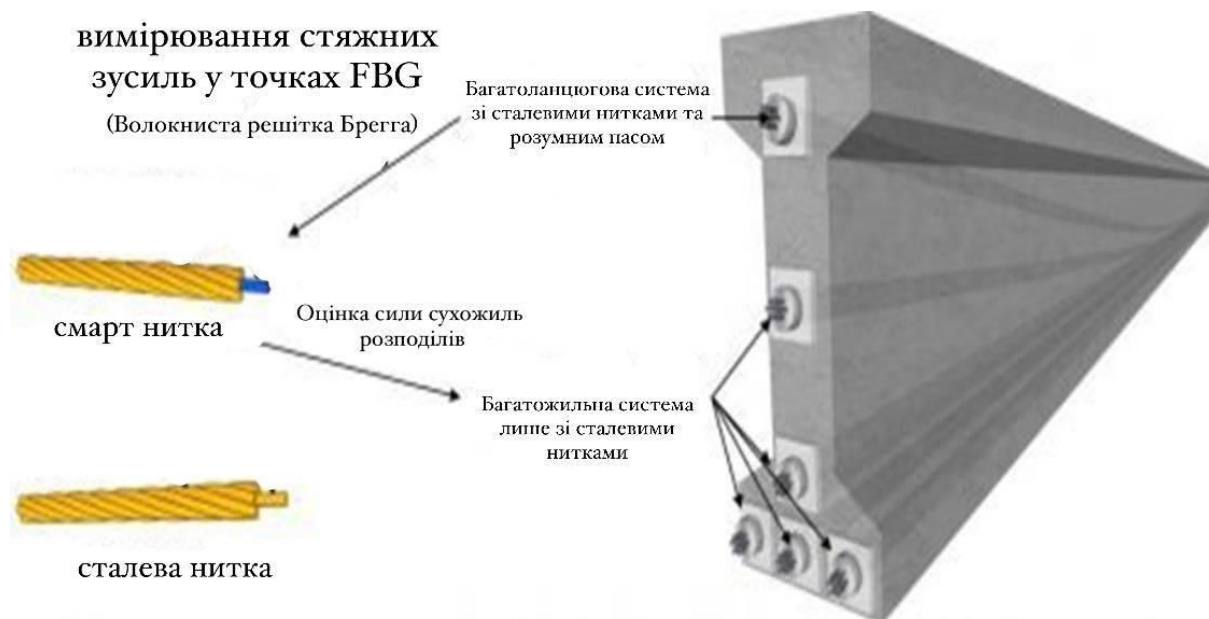 вимірювання стяжних
зусиль у точках FBG
(Волокниста решітка Брегга)
Багатоланцюгова система
зі сталевими нитками та
розумним пасом
смарт нитка
Оцінка сили сухожиль
розподілів
Багатожильна система
лише зі сталевими
нитками
сталева нитка